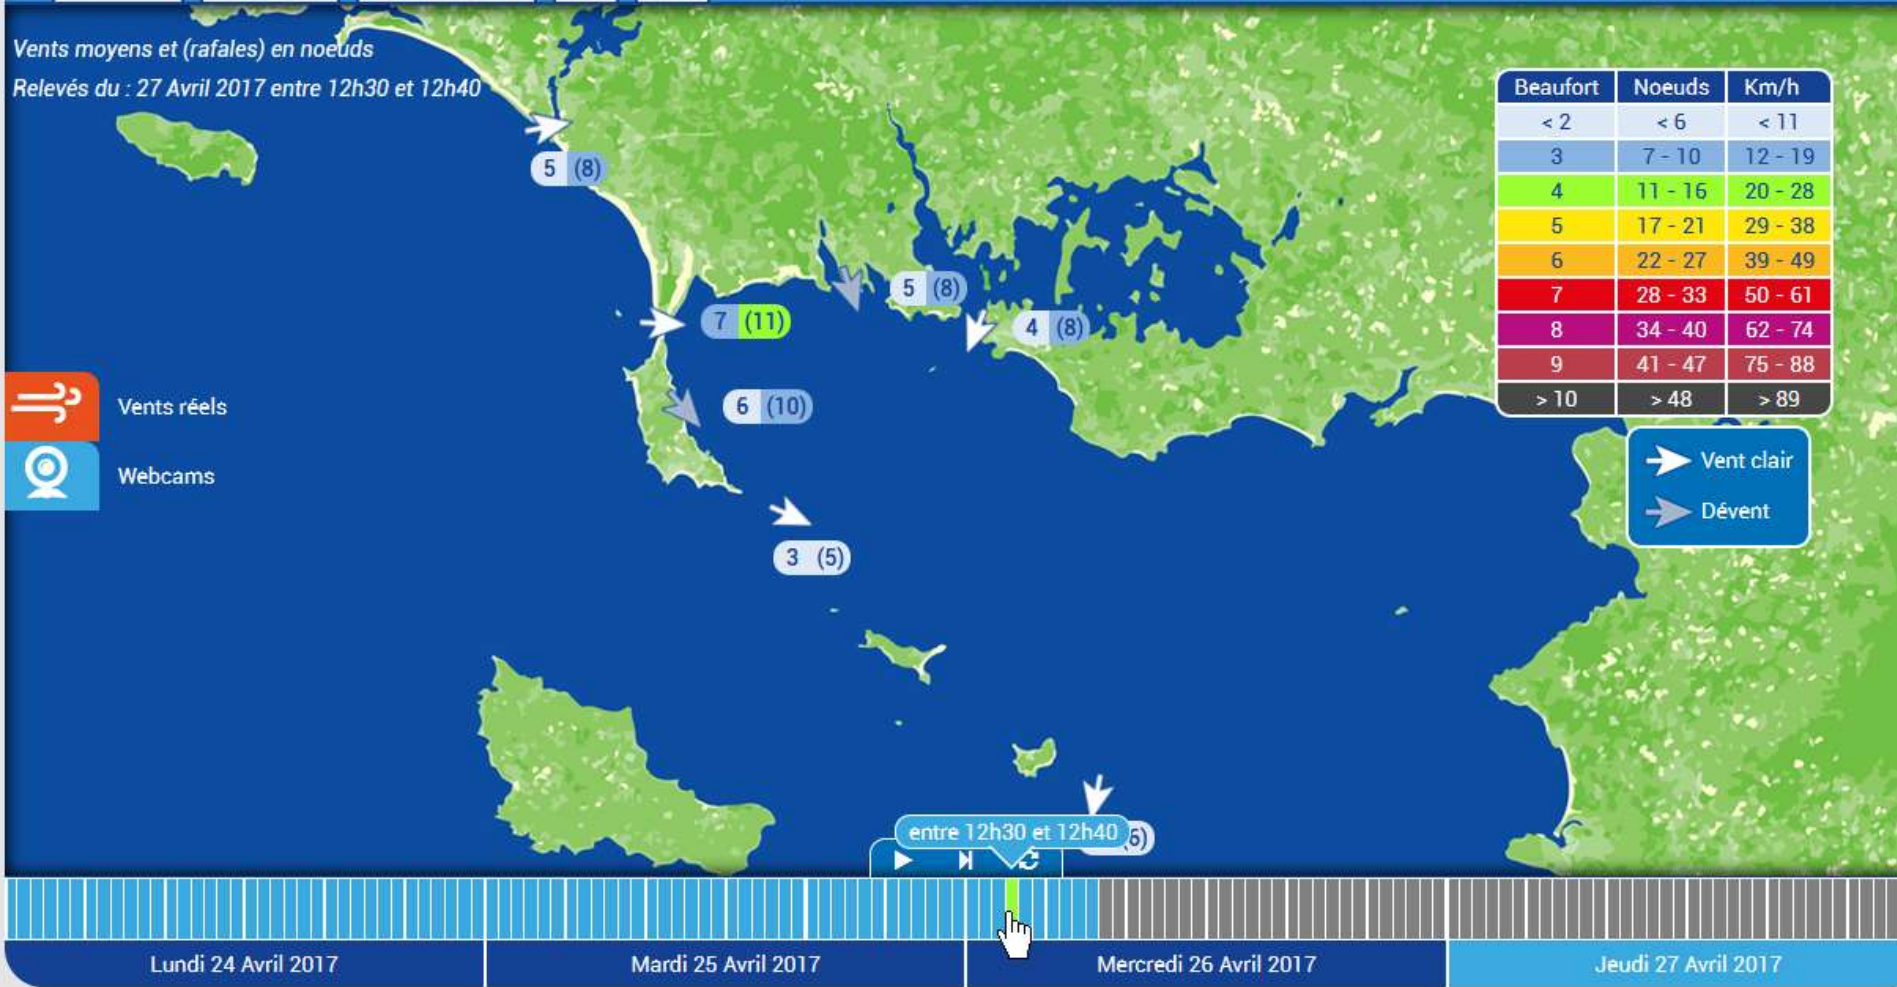 Vents moyens et (rafales) en noeuds
Relevés du : 27 Avril 2017 entre 12h30 et 12h40
Beaufort Noeuds Km/h
< 2 < 6 < 11
3 7 - 10 12 - 19
4 11 - 16 20 - 28
5 17 - 21 29 - 38
6 22 - 27 39 - 49
7 28 - 33 50 - 61
8 34 - 40 62 - 74
9 41 - 47 75 - 88
> 10 > 48 > 89
5 (8)
5 (8)
7 (11)
4 (8)
Vents réels
6 (10)
Vent clair
Webcams
Dévent
3 (5)
entre 12h30 et 12h40
6)
Lundi 24 Avril 2017
Mardi 25 Avril 2017
Mercredi 26 Avril 2017
Jeudi 27 Avril 2017